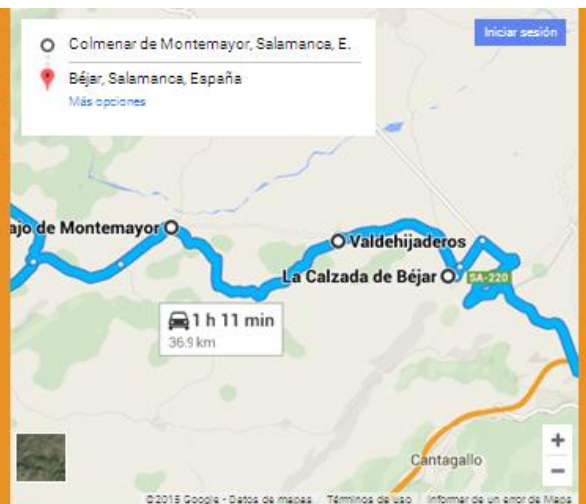 Colmenar de Montemayor, Salamanca, E.
Iniciar sesión
Béjar, Salamanca, España
Más opciones
ajo de Montemayor
Valdehijaderos
La Calzada de Béjar
SA-220
1 h 11 min
36.9 km
Cantagallo
+
−
©2015 Google - Datos de mapas Términos de uso Informar de un error de Maps